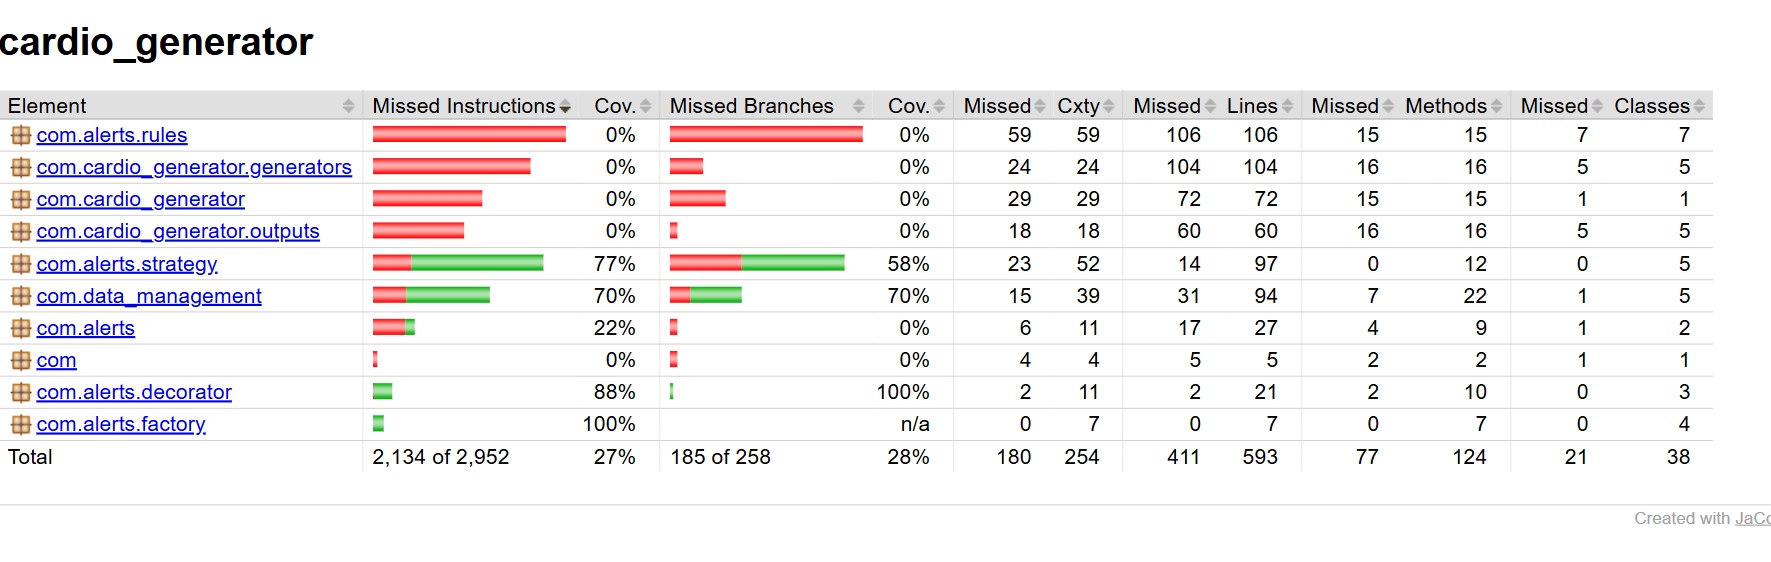 cardio_generator
Element Missed Instructions Cov. Missed Branches Cov. Missed Cxty Missed Lines Missed Methods Missed Classes
com.alerts.rules 0% 0% 59 59 106 106 15 15 7 7
com.cardio_generator.generators 0% 0% 24 24 104 104 16 16 5 5
com.cardio_generator 0% 0% 29 29 72 72 15 15 1 1
com.cardio_generator.outputs 0% 0% 18 18 60 60 16 16 5 5
com.alerts.strategy 77% 58% 23 52 14 97 0 12 0 5
com.data_management 70% 70% 15 39 31 94 7 22 1 5
com.alerts 22% 0% 6 11 17 27 4 9 1 2
com 0% 0% 4 4 5 5 2 2 1 1
com.alerts.decorator 88% 100% 2 11 2 21 2 10 0 3
com.alerts.factory 100% n/a 0 7 0 7 0 7 0 4
Total 2,134 of 2,952 27% 185 of 258 28% 180 254 411 593 77 124 21 38
Created with